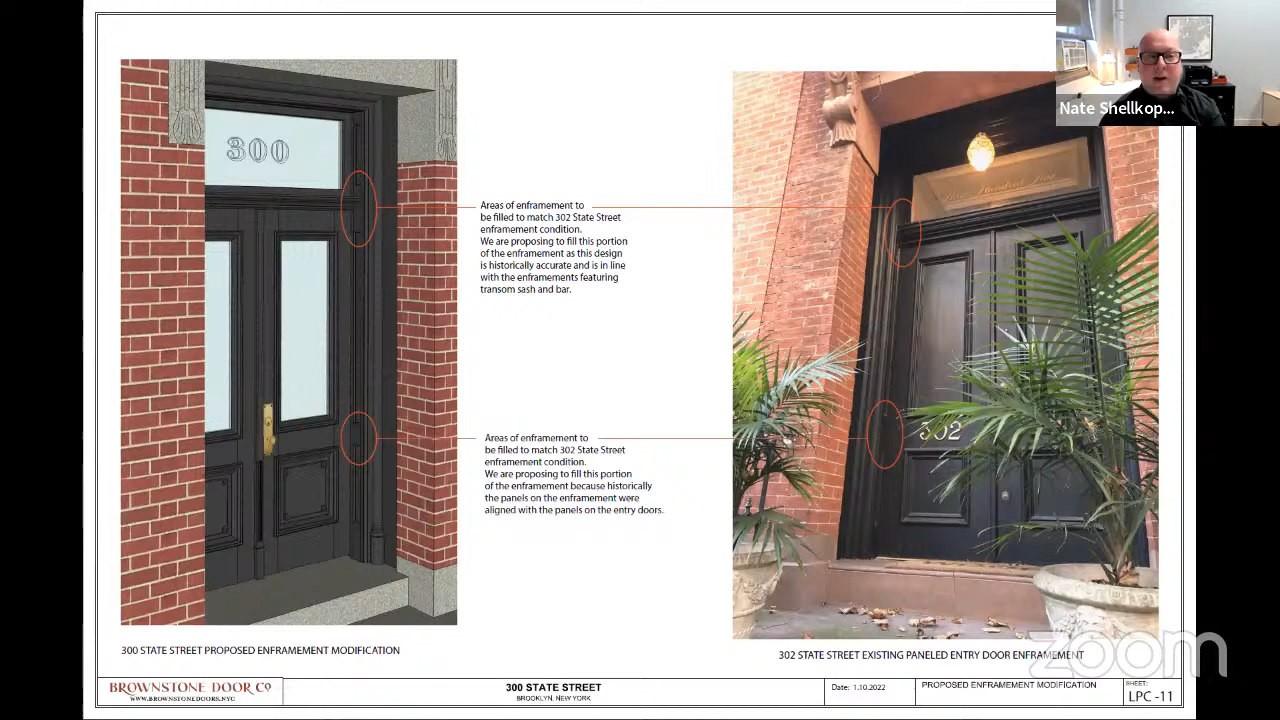 Nate Shellkop...
300
Areas of enframement to
be filled to match 302 State Street
enframement condition.
We are proposing to fill this portion
of the enframement as this design
is historically accurate and is in line
with the enframements featuring
transom sash and bar.
302
Areas of enframement to
be filled to match 302 State Street
enframement condition.
We are proposing to fill this portion
of the enframement because historically
the panels on the enframement were
aligned with the panels on the entry doors.
300 STATE STREET PROPOSED ENFRAMEMENT MODIFICATION
302 STATE STREET EXISTING PANELED ENTRY DOOR ENFRAMEMENT
zoom
BROWNSTONE DOOR CO
WWW.BROWNSTONEDOORS.NYC
300 STATE STREET
BROOKLYN, NEW YORK
Date: 1.10.2022
PROPOSED ENFRAMEMENT MODIFICATION
SHEET:
LPC -11